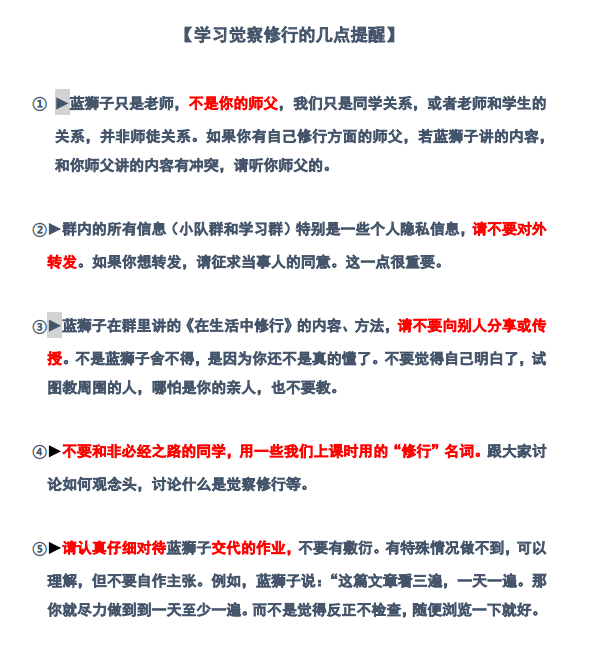 【学习觉察修行的几点提醒】
① ▶蓝狮子只是老师，不是你的师父，我们只是同学关系，或者老师和学生的
关系，并非师徒关系。如果你有自己修行方面的师父，若蓝狮子讲的内容，
和你师父讲的内容有冲突，请听你师父的。
②▶群内的所有信息（小队群和学习群）特别是一些个人隐私信息，请不要对外
转发。如果你想转发，请征求当事人的同意。这一点很重要。
③▶蓝狮子在群里讲的《在生活中修行》的内容、方法，请不要向别人分享或传
授。不是蓝狮子舍不得，是因为你还不是真的懂了。不要觉得自己明白了，试
图教周围的人，哪怕是你的亲人，也不要教。
④▶不要和非必经之路的同学，用一些我们上课时用的“修行”名词。跟大家讨
论如何观念头，讨论什么是觉察修行等。
⑤▶请认真仔细对待蓝狮子交代的作业，不要有敷衍。有特殊情况做不到，可以
理解，但不要自作主张。例如，蓝狮子说：“这篇文章看三遍，一天一遍。那
你就尽力做到到一天至少一遍。而不是觉得反正不检查，随便浏览一下就好。